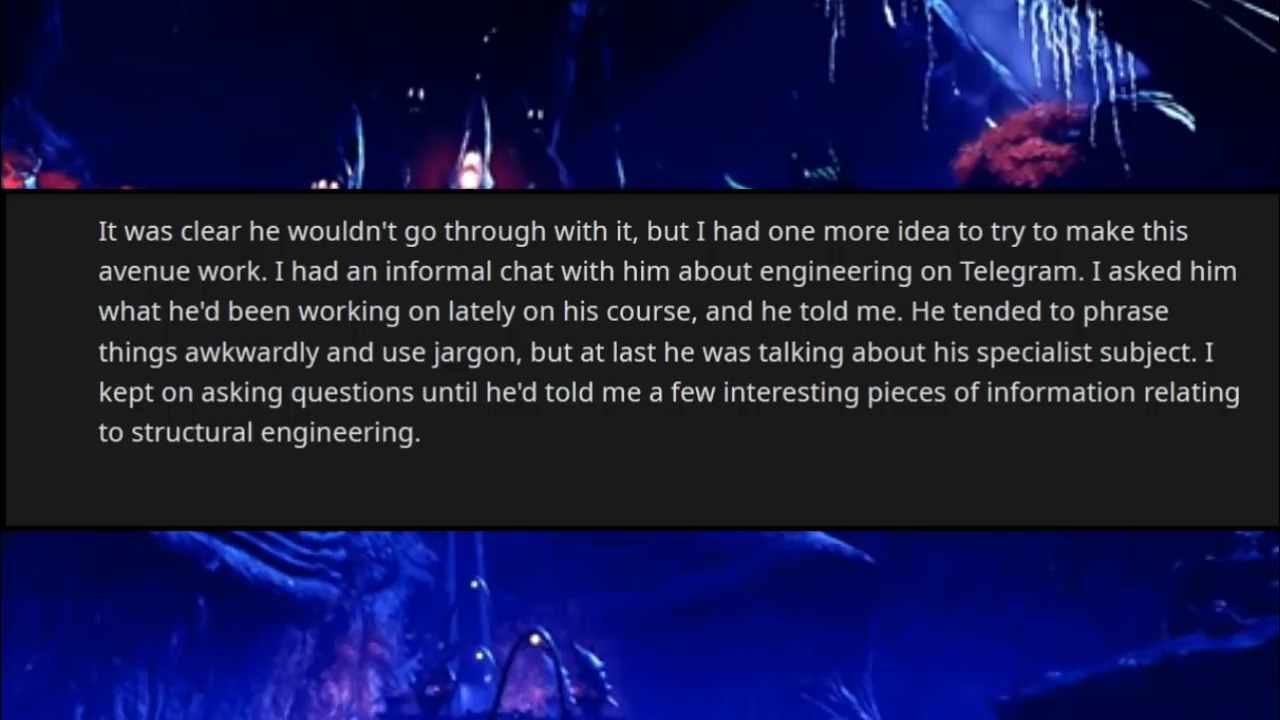 It was clear he wouldn't go through with it, but I had one more idea to try to make this
avenue work. I had an informal chat with him about engineering on Telegram. I asked him
what he'd been working on lately on his course, and he told me. He tended to phrase
things awkwardly and use jargon, but at last he was talking about his specialist subject. I
kept on asking questions until he'd told me a few interesting pieces of information relating
to structural engineering.